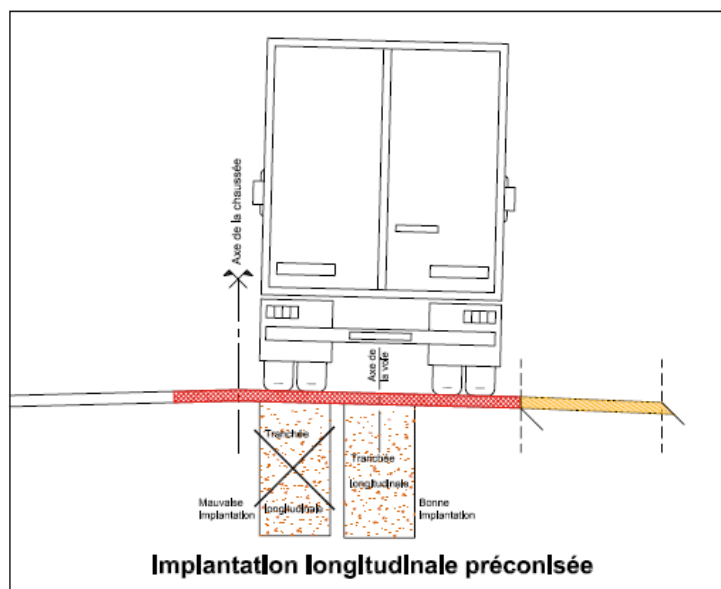 Axe de la chaussée
Axe de
la voie
Tranchée
longitudinale
Mauvaise
Implantation
Tranchée
longitudinale
Bonne
Implantation
Implantation longitudinale préconisée